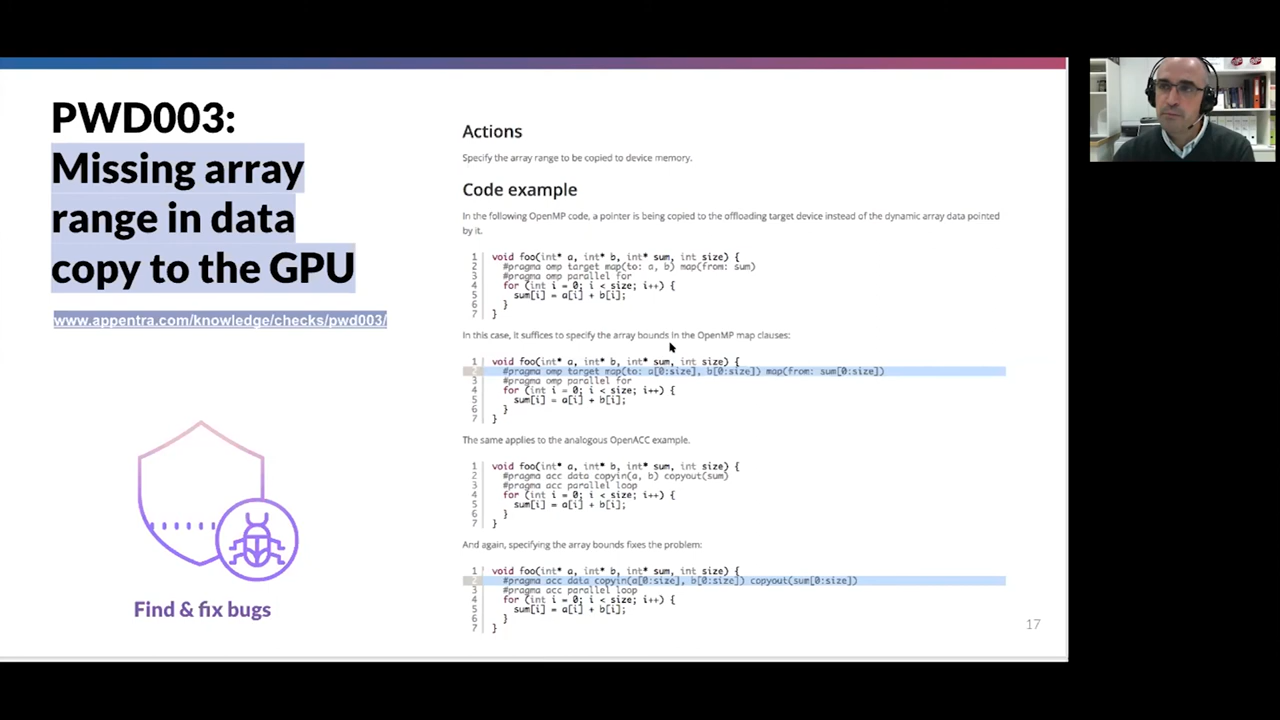 PWD003:
Missing array
range in data
copy to the GPU
www.appentra.com/knowledge/checks/pwd003/
Find & fix bugs
Actions
Specify the array range to be copied to device memory.
Code example
In the following OpenMP code, a pointer is being copied to the offloading target device instead of the dynamic array data pointed
by it.
1 void foo(int* a, int* b, int* sum, int size) {
2 #pragma omp target map(to: a, b) map(from: sum)
3 #pragma omp parallel for
4 for (int i = 0; i < size; i++) {
5 sum[i] = a[i] + b[i];
6 }
7 }
In this case, it suffices to specify the array bounds in the OpenMP map clauses:
1 void foo(int* a, int* b, int* sum, int size) {
2 #pragma omp target map(to: a[0:size], b[0:size]) map(from: sum[0:size])
3 #pragma omp parallel for
4 for (int i = 0; i < size; i++) {
5 sum[i] = a[i] + b[i];
6 }
7 }
The same applies to the analogous OpenACC example.
1 void foo(int* a, int* b, int* sum, int size) {
2 #pragma acc data copyin(a, b) copyout(sum)
3 #pragma acc parallel loop
4 for (int i = 0; i < size; i++) {
5 sum[i] = a[i] + b[i];
6 }
7 }
And again, specifying the array bounds fixes the problem:
1 void foo(int* a, int* b, int* sum, int size) {
2 #pragma acc data copyin(a[0:size], b[0:size]) copyout(sum[0:size])
3 #pragma acc parallel loop
4 for (int i = 0; i < size; i++) {
5 sum[i] = a[i] + b[i];
6 }
7 }
17